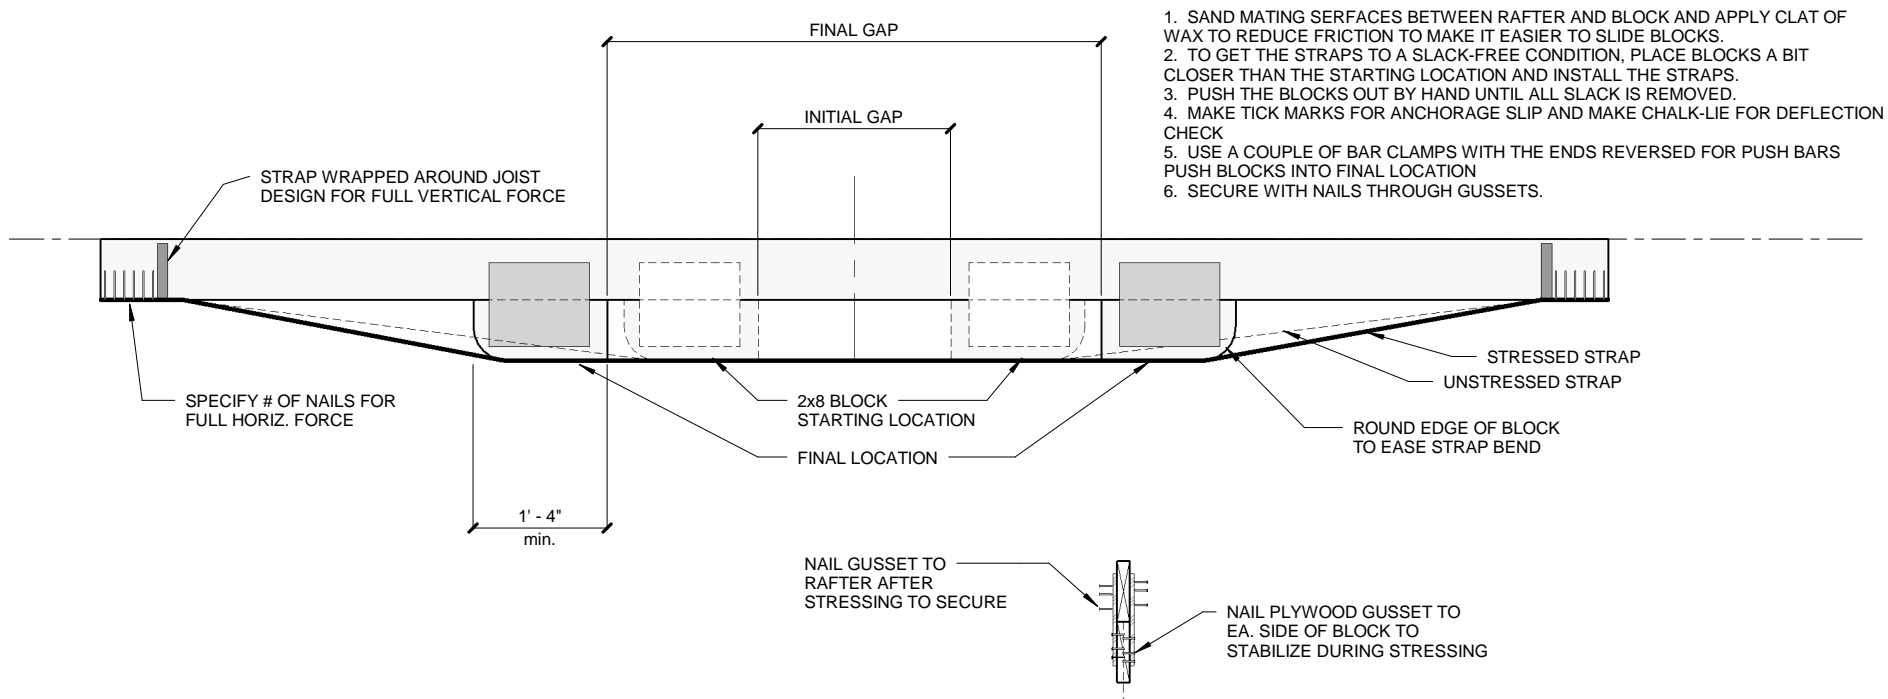 FINAL GAP
INITIAL GAP
1. SAND MATING SERFACES BETWEEN RAFTER AND BLOCK AND APPLY CLAT OF
WAX TO REDUCE FRICTION TO MAKE IT EASIER TO SLIDE BLOCKS.
2. TO GET THE STRAPS TO A SLACK-FREE CONDITION, PLACE BLOCKS A BIT
CLOSER THAN THE STARTING LOCATION AND INSTALL THE STRAPS.
3. PUSH THE BLOCKS OUT BY HAND UNTIL ALL SLACK IS REMOVED.
4. MAKE TICK MARKS FOR ANCHORAGE SLIP AND MAKE CHALK-LIE FOR DEFLECTION
CHECK
5. USE A COUPLE OF BAR CLAMPS WITH THE ENDS REVERSED FOR PUSH BARS
PUSH BLOCKS INTO FINAL LOCATION
6. SECURE WITH NAILS THROUGH GUSSETS.
STRAP WRAPPED AROUND JOIST
DESIGN FOR FULL VERTICAL FORCE
STRESSED STRAP
UNSTRESSED STRAP
SPECIFY # OF NAILS FOR
FULL HORIZ. FORCE
2x8 BLOCK
STARTING LOCATION
FINAL LOCATION
ROUND EDGE OF BLOCK
TO EASE STRAP BEND
1' - 4"
min.
NAIL GUSSET TO
RAFTER AFTER
STRESSING TO SECURE
NAIL PLYWOOD GUSSET TO
EA. SIDE OF BLOCK TO
STABILIZE DURING STRESSING